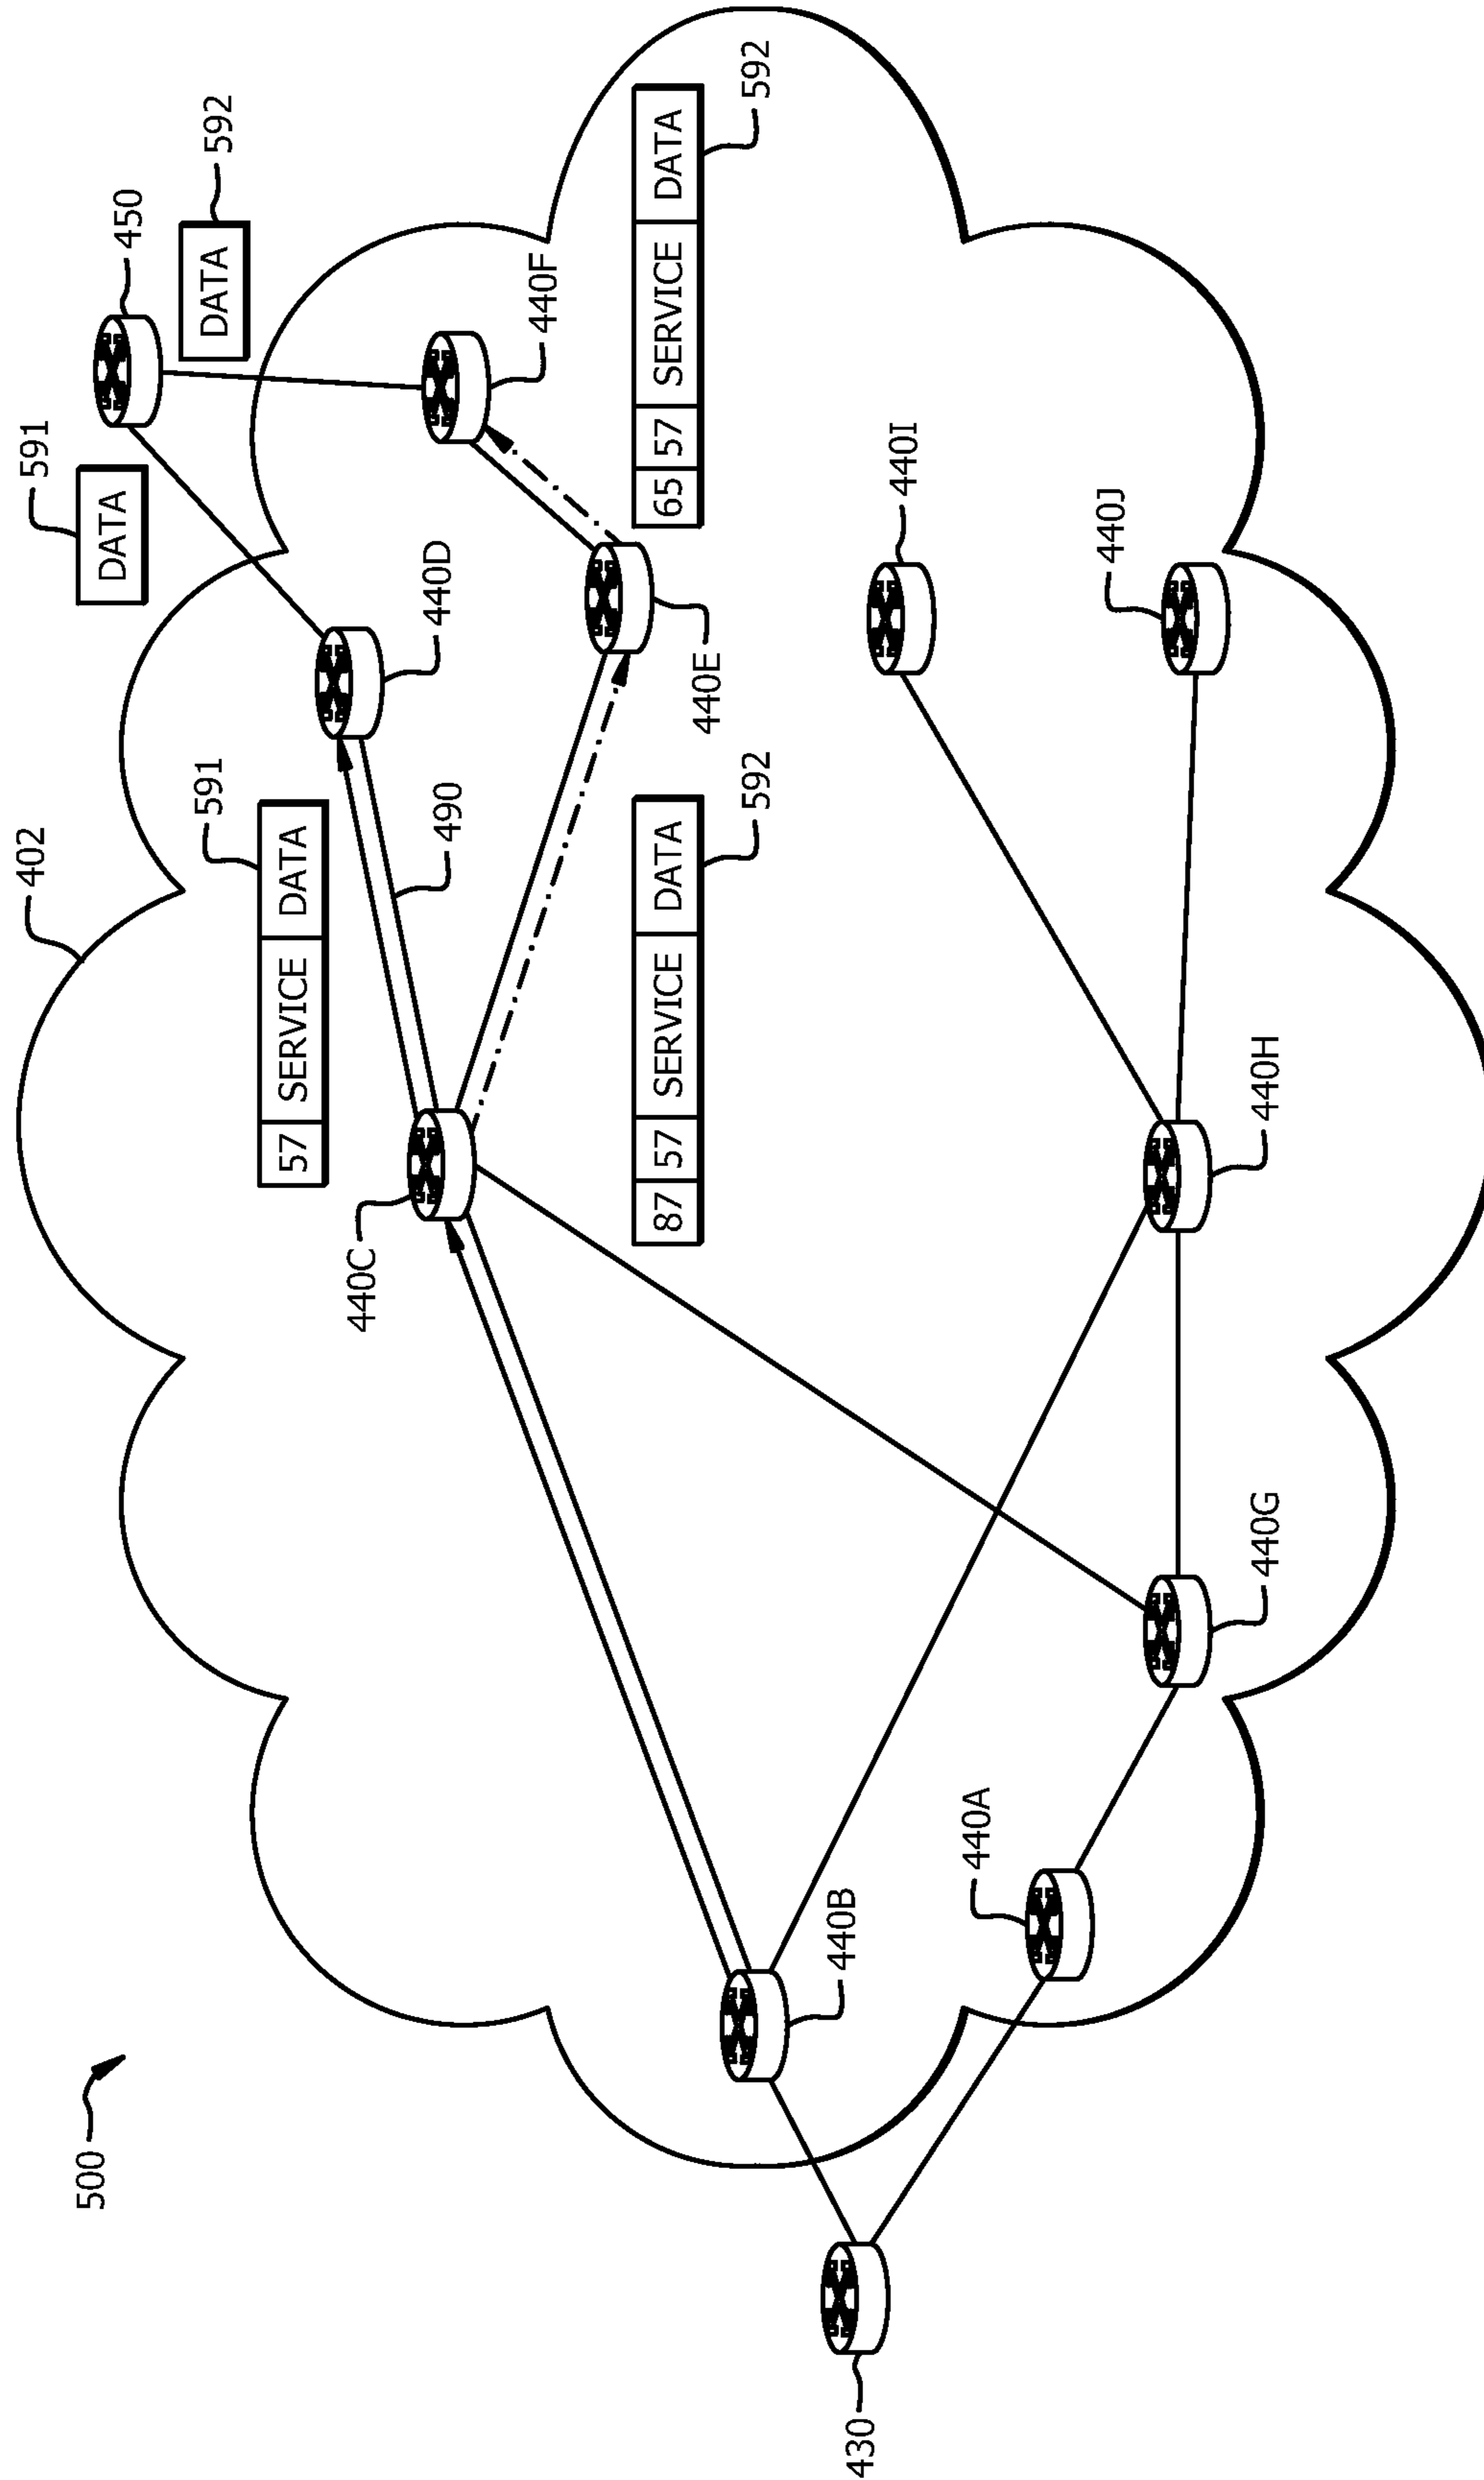 500
402
591
57 SERVICE DATA
591
DATA
450
592
DATA
440C
490
440D
440F
592
87 57 SERVICE DATA
592
65 57 SERVICE DATA
440E
430
440B
440A
440G
440H
440I
440J